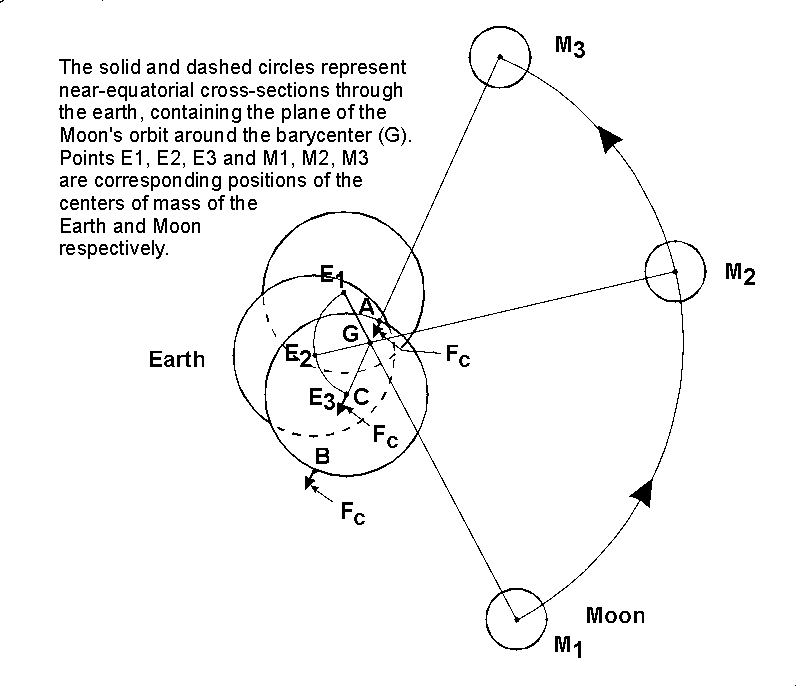 The solid and dashed circles represent
near-equatorial cross-sections through
the earth, containing the plane of the
Moon's orbit around the barycenter (G).
Points E1, E2, E3 and M1, M2, M3
are corresponding positions of the
centers of mass of the
Earth and Moon
respectively.
M3
M2
E1
A
G
Earth
E2
Fc
E3 C
Fc
B
Fc
Moon
M1